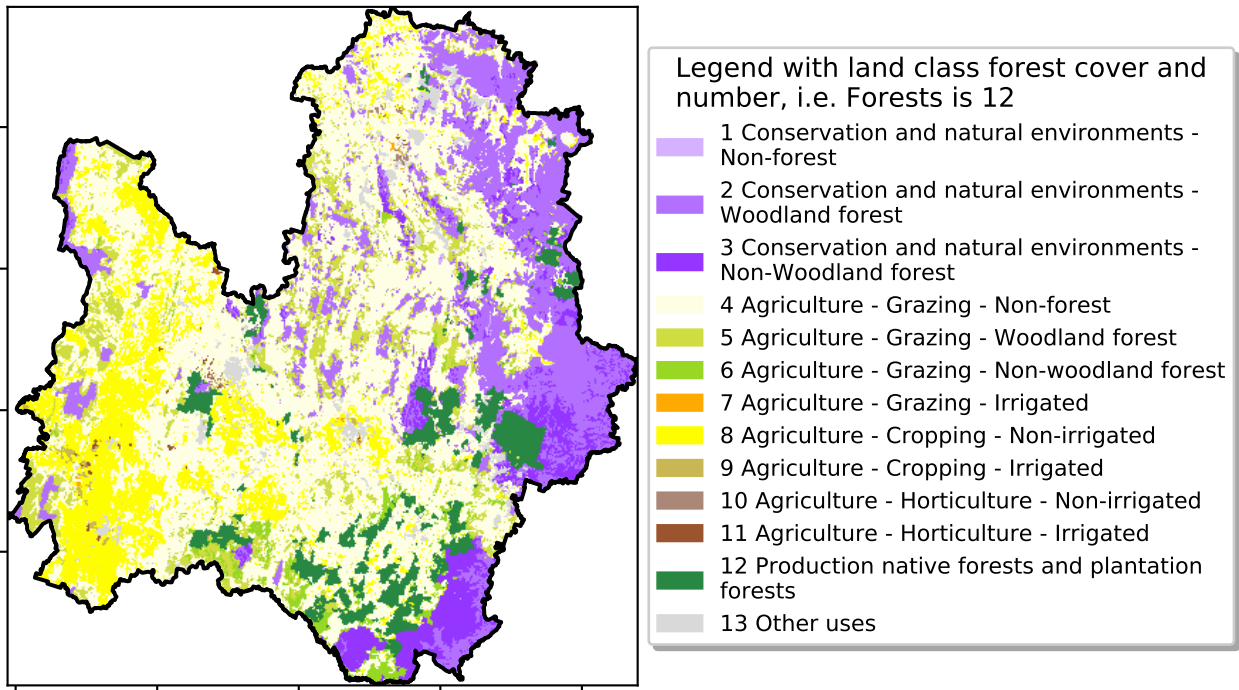 Legend with land class forest cover and
number, i.e. Forests is 12
1 Conservation and natural environments -
Non-forest
2 Conservation and natural environments -
Woodland forest
3 Conservation and natural environments -
Non-Woodland forest
4 Agriculture - Grazing - Non-forest
5 Agriculture - Grazing - Woodland forest
6 Agriculture - Grazing - Non-woodland forest
7 Agriculture - Grazing - Irrigated
8 Agriculture - Cropping - Non-irrigated
9 Agriculture - Cropping - Irrigated
10 Agriculture - Horticulture - Non-irrigated
11 Agriculture - Horticulture - Irrigated
12 Production native forests and plantation
forests
13 Other uses